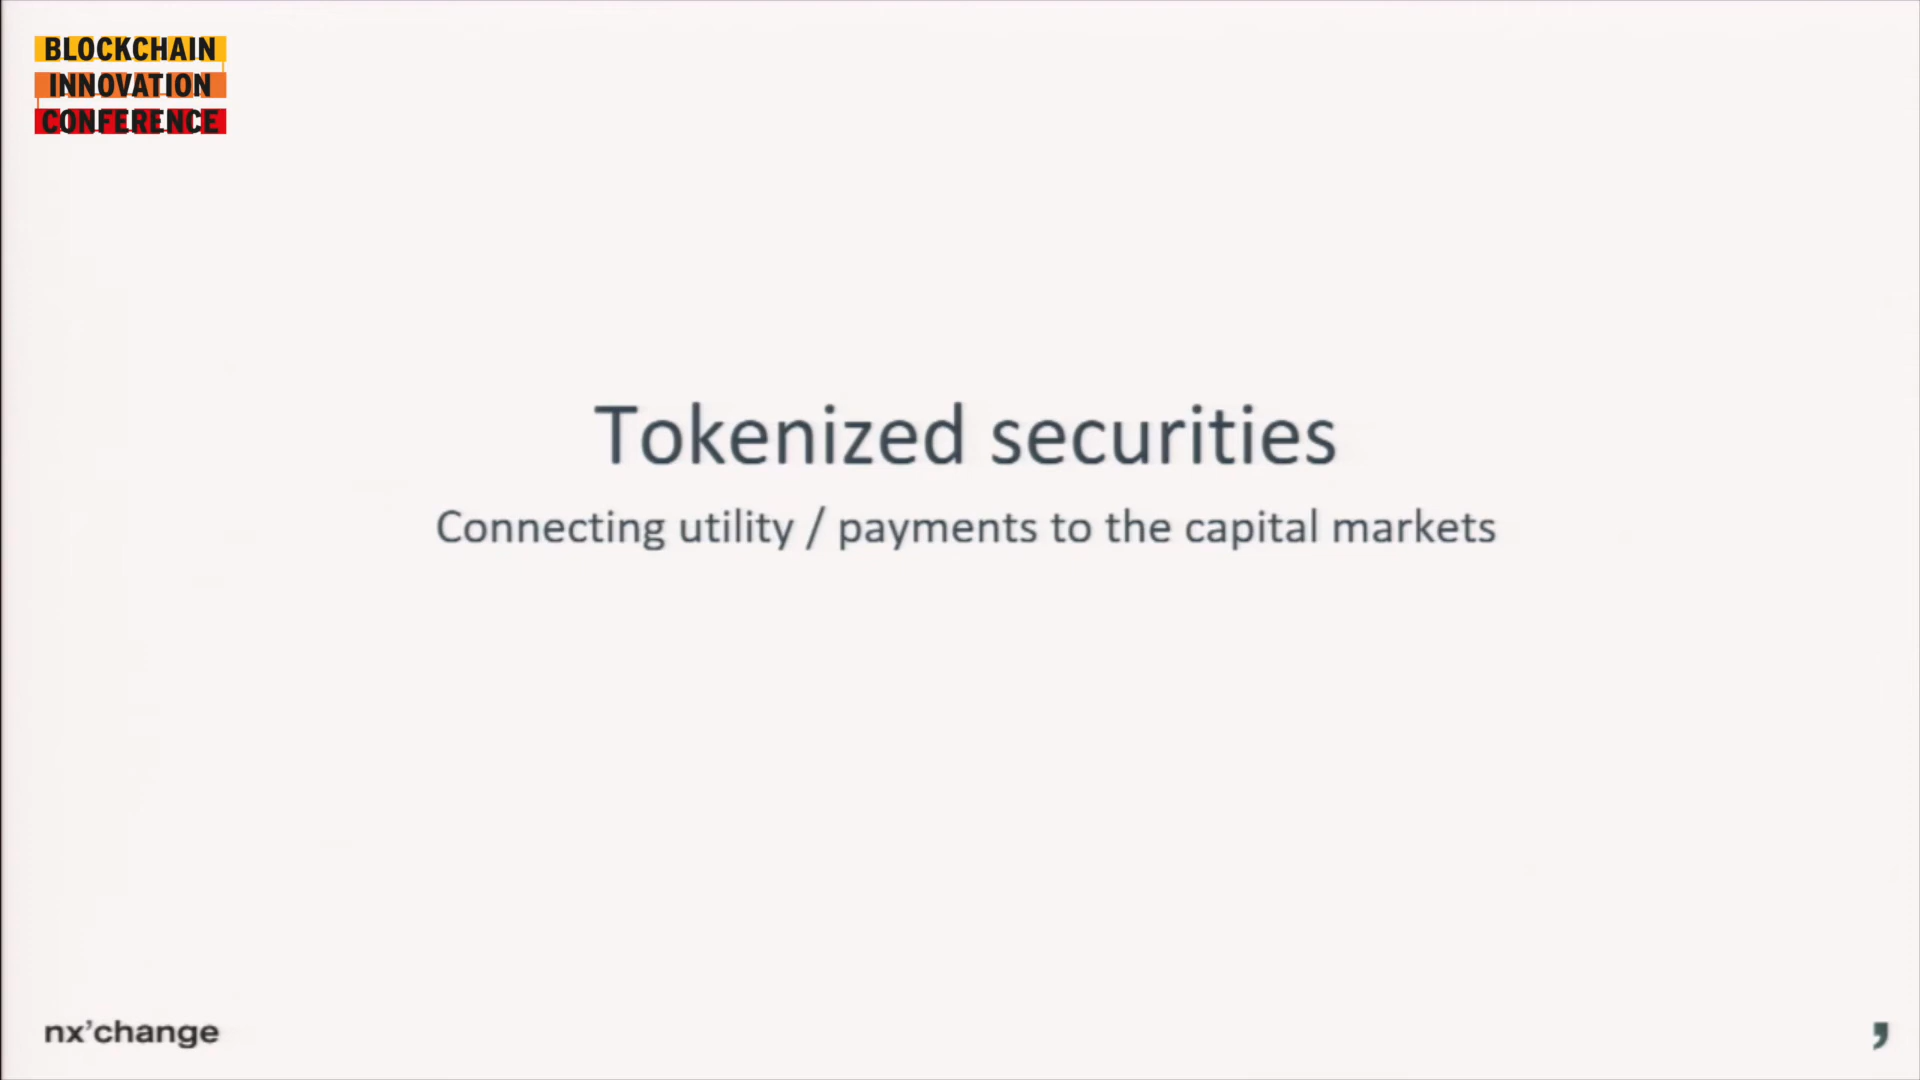 BLOCKCHAIN
INNOVATION
CONFERENCE
Tokenized securities
Connecting utility / payments to the capital markets
nx’change
,